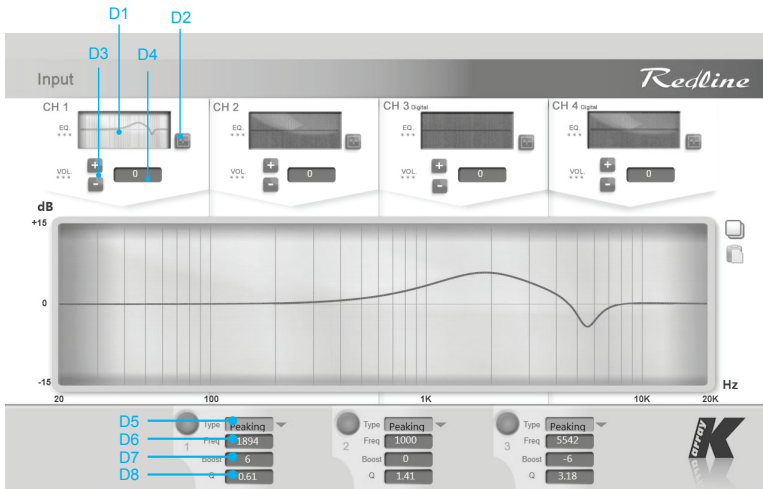 D1
D2
D3 D4
Input
Redline
CH 1 CH 2 CH 3 Digital CH 4 Digital
EQ. EQ. EQ. EQ.
+ + + +
VOL. 0 VOL. 0 VOL. 0 VOL. 0
- - - -
dB
+15
0
-15
Hz
20 100 1K 10K 20K
D5 Type Peaking Type Peaking Type Peaking
D6 1 Freq 1894 2 Freq 1000 3 Freq 5542
D7 Boost 6 Boost 0 Boost -6
D8 Q 0.61 Q 1.41 Q 3.18
K array